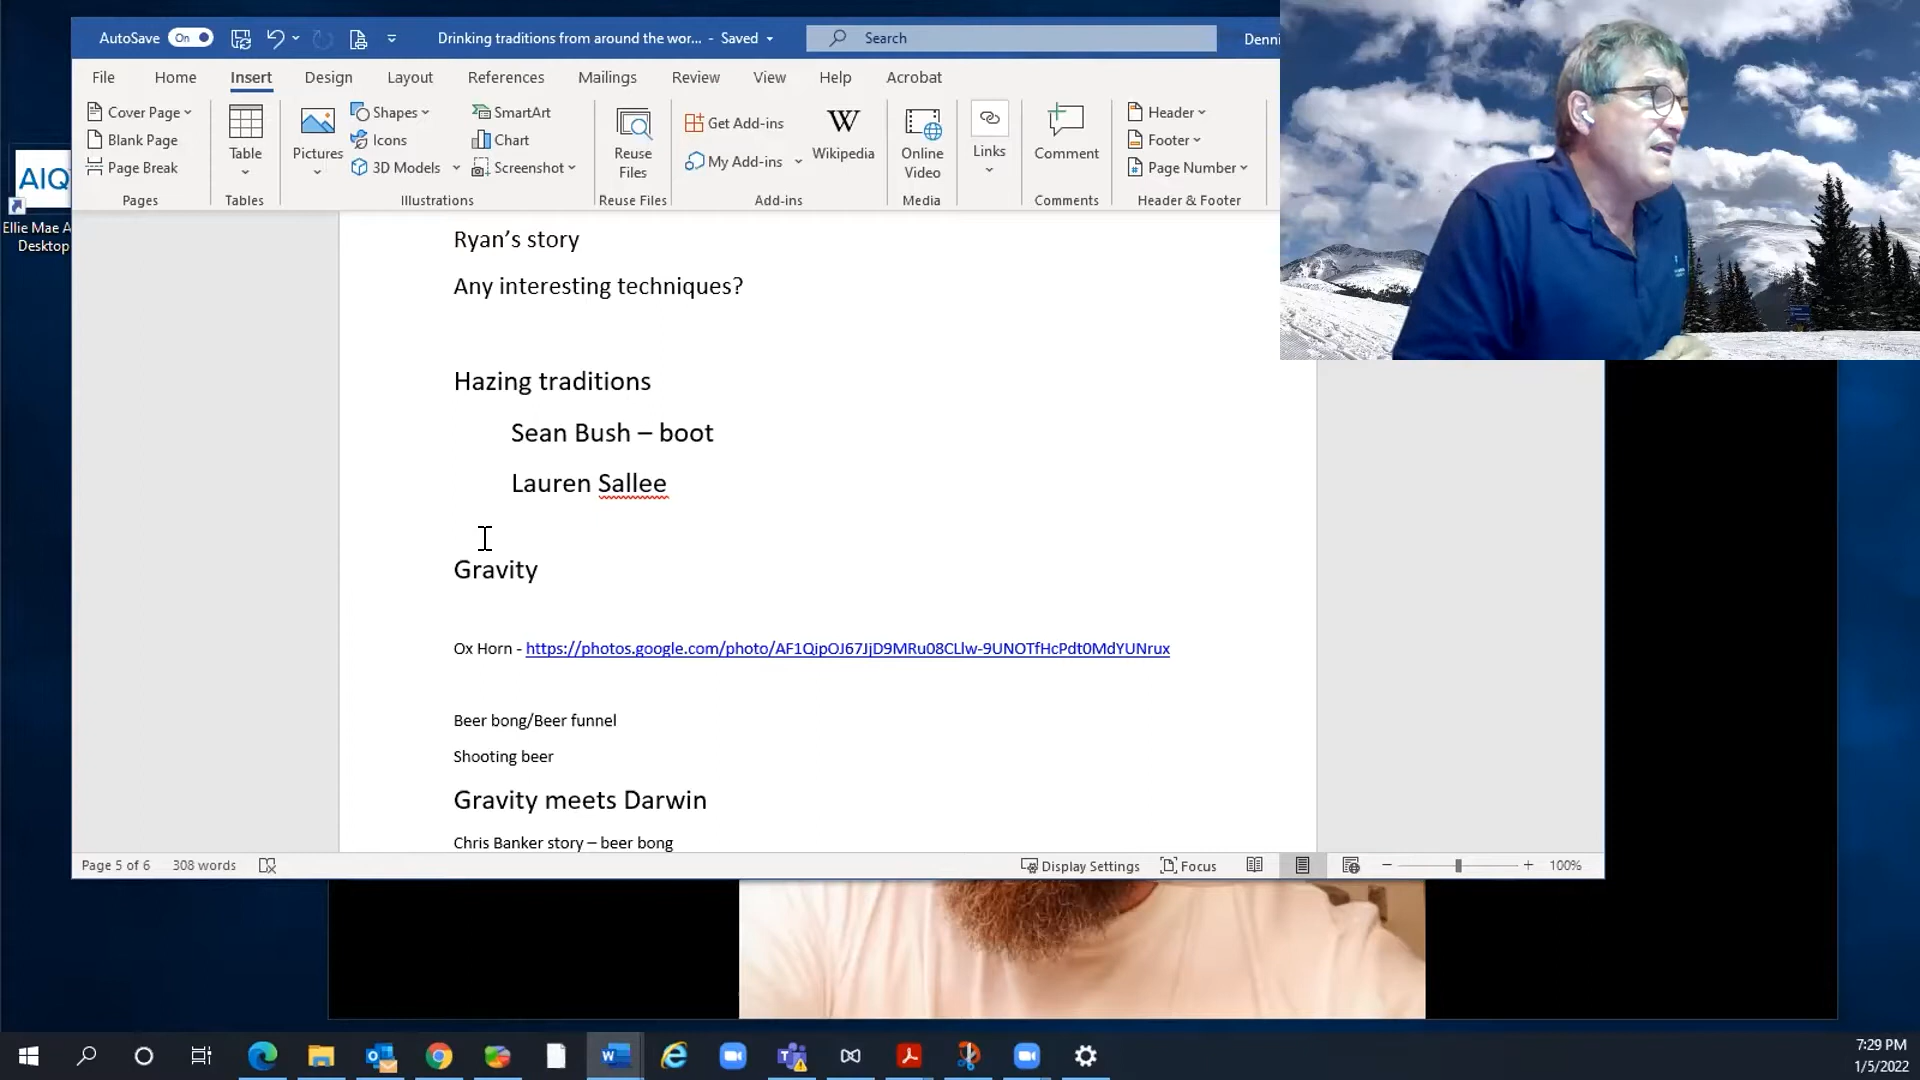 AutoSave On Drinking traditions from around the wor... - Saved Search Denni
File Home Insert Design Layout References Mailings Review View Help Acrobat
Cover Page
Blank Page
Page Break
Pages
Table
Tables
Pictures
Shapes
Icons
3D Models
SmartArt
Chart
Screenshot
Illustrations
Reuse
Files
Reuse Files
Get Add-ins
My Add-ins
W
Wikipedia
Add-ins
Online
Video
Media
Links
Comment
Comments
Header
Footer
Page Number
Header & Footer
AIQ
Ellie Mae A
Desktop
Ryan’s story
Any interesting techniques?
Hazing traditions
Sean Bush – boot
Lauren Sallee
Gravity
Ox Horn - https://photos.google.com/photo/AF1QipOJ67JjD9MRu08CLlw-9UNOTfHcPdt0MdYUNrux
Beer bong/Beer funnel
Shooting beer
Gravity meets Darwin
Chris Banker story – beer bong
Page 5 of 6 308 words Display Settings Focus 100%
7:29 PM
1/5/2022